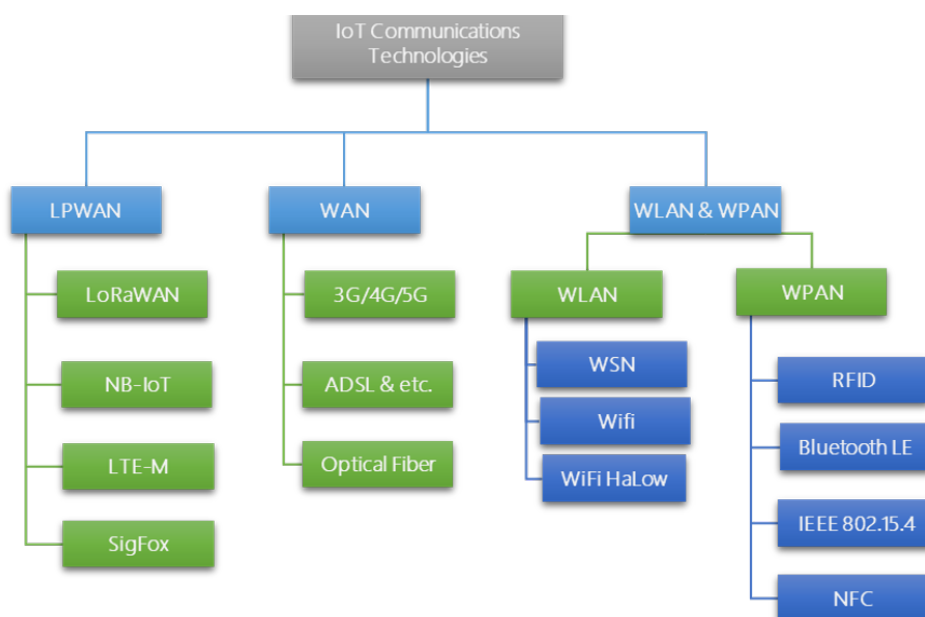 IoT Communications
Technologies
LPWAN
WAN
WLAN & WPAN
LoRaWAN
NB-IoT
LTE-M
SigFox
3G/4G/5G
ADSL & etc.
Optical Fiber
WLAN
WSN
Wifi
WiFi HaLow
WPAN
RFID
Bluetooth LE
IEEE 802.15.4
NFC